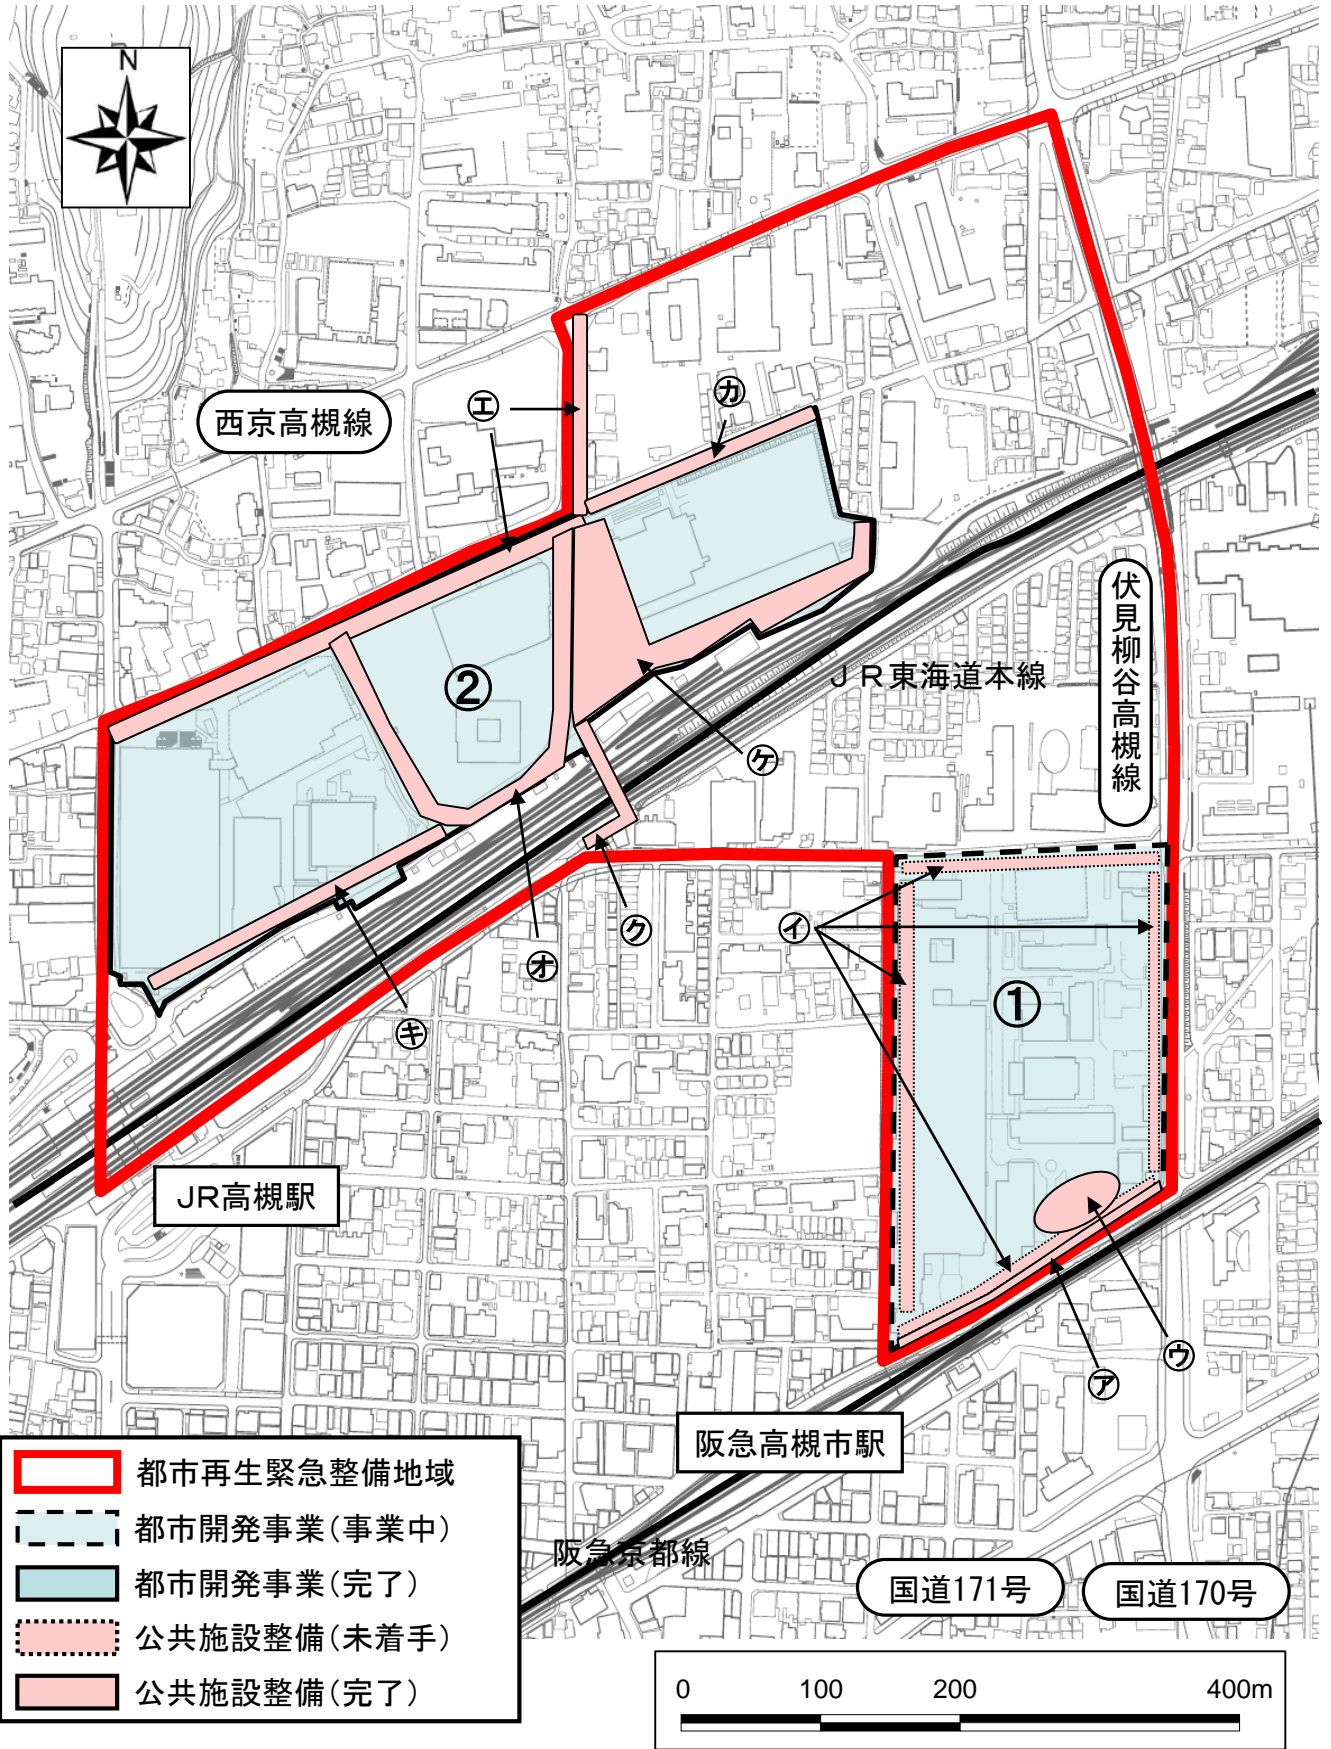 N
西京高槻線
㋓
㋕
伏見柳谷高槻線
JR東海道本線
②
㋘
㋗
㋑
㋔
①
㋖
JR高槻駅
㋒
㋐
阪急高槻市駅
都市再生緊急整備地域
都市開発事業(事業中)
都市開発事業(完了)
公共施設整備(未着手)
公共施設整備(完了)
阪急京都線
国道171号
国道170号
0 100 200 400m